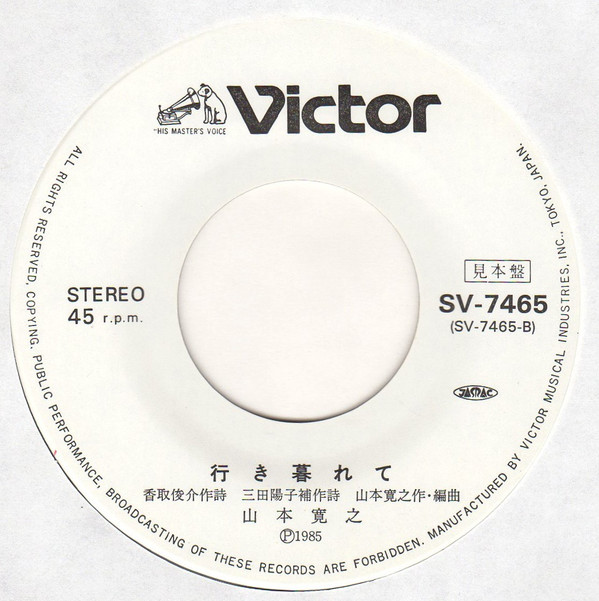 Victor
"HIS MASTER'S VOICE
STEREO
45 r.p.m.
見本盤
SV-7465
(SV-7465-B)
JASRAC
行き暮れて
香取俊介作詩 三田陽子補作詩 山本寛之作・編曲
山本寛之
Ⓟ1985
ALL RIGHTS RESERVED. COPYING, PUBLIC PERFORMANCE, BROADCASTING OF THESE RECORDS ARE FORBIDDEN. MANUFACTURED BY VICTOR MUSICAL INDUSTRIES, INC., TOKYO, JAPAN.